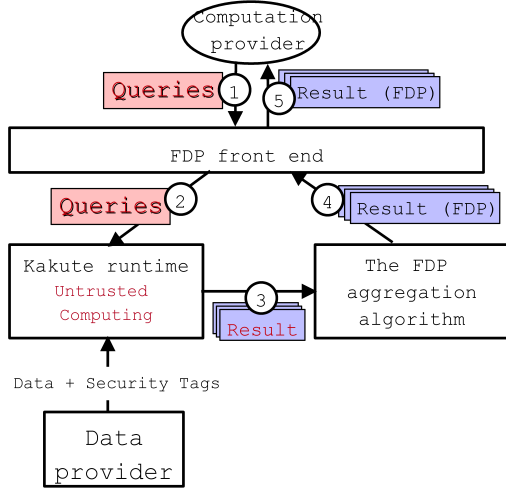 Computation
provider
Queries
1
5
Result (FDP)
FDP front end
Queries
2
4
Result (FDP)
Kakute runtime
Untrusted
Computing
3
Result
The FDP
aggregation
algorithm
Data + Security Tags
Data
provider